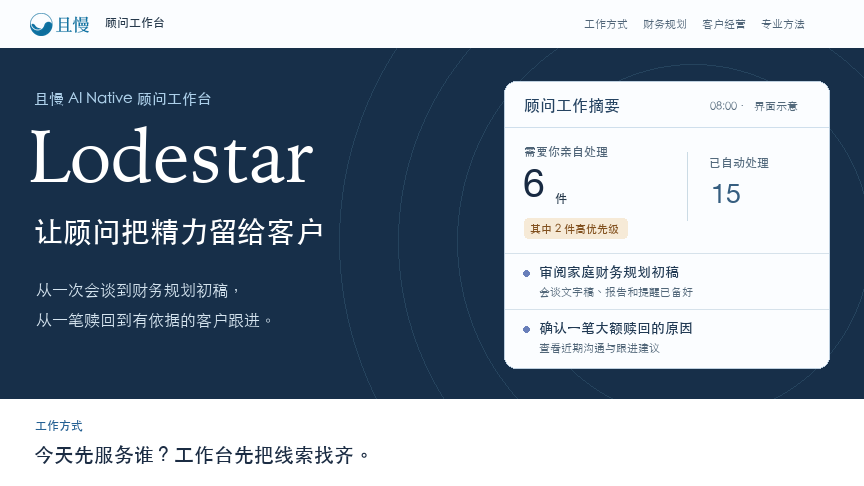 且慢 顾问工作台
工作方式 财务规划 客户经营 专业方法
且慢 AI Native 顾问工作台
Lodestar
让顾问把精力留给客户
从一次会谈到财务规划初稿，
从一笔赎回到有依据的客户跟进。
顾问工作摘要 08:00 · 界面示意
需要你亲自处理
6 件
其中 2 件高优先级
已自动处理
15
审阅家庭财务规划初稿
会谈文字稿、报告和提醒已备好
确认一笔大额赎回的原因
查看近期沟通与跟进建议
工作方式
今天先服务谁？工作台先把线索找齐。